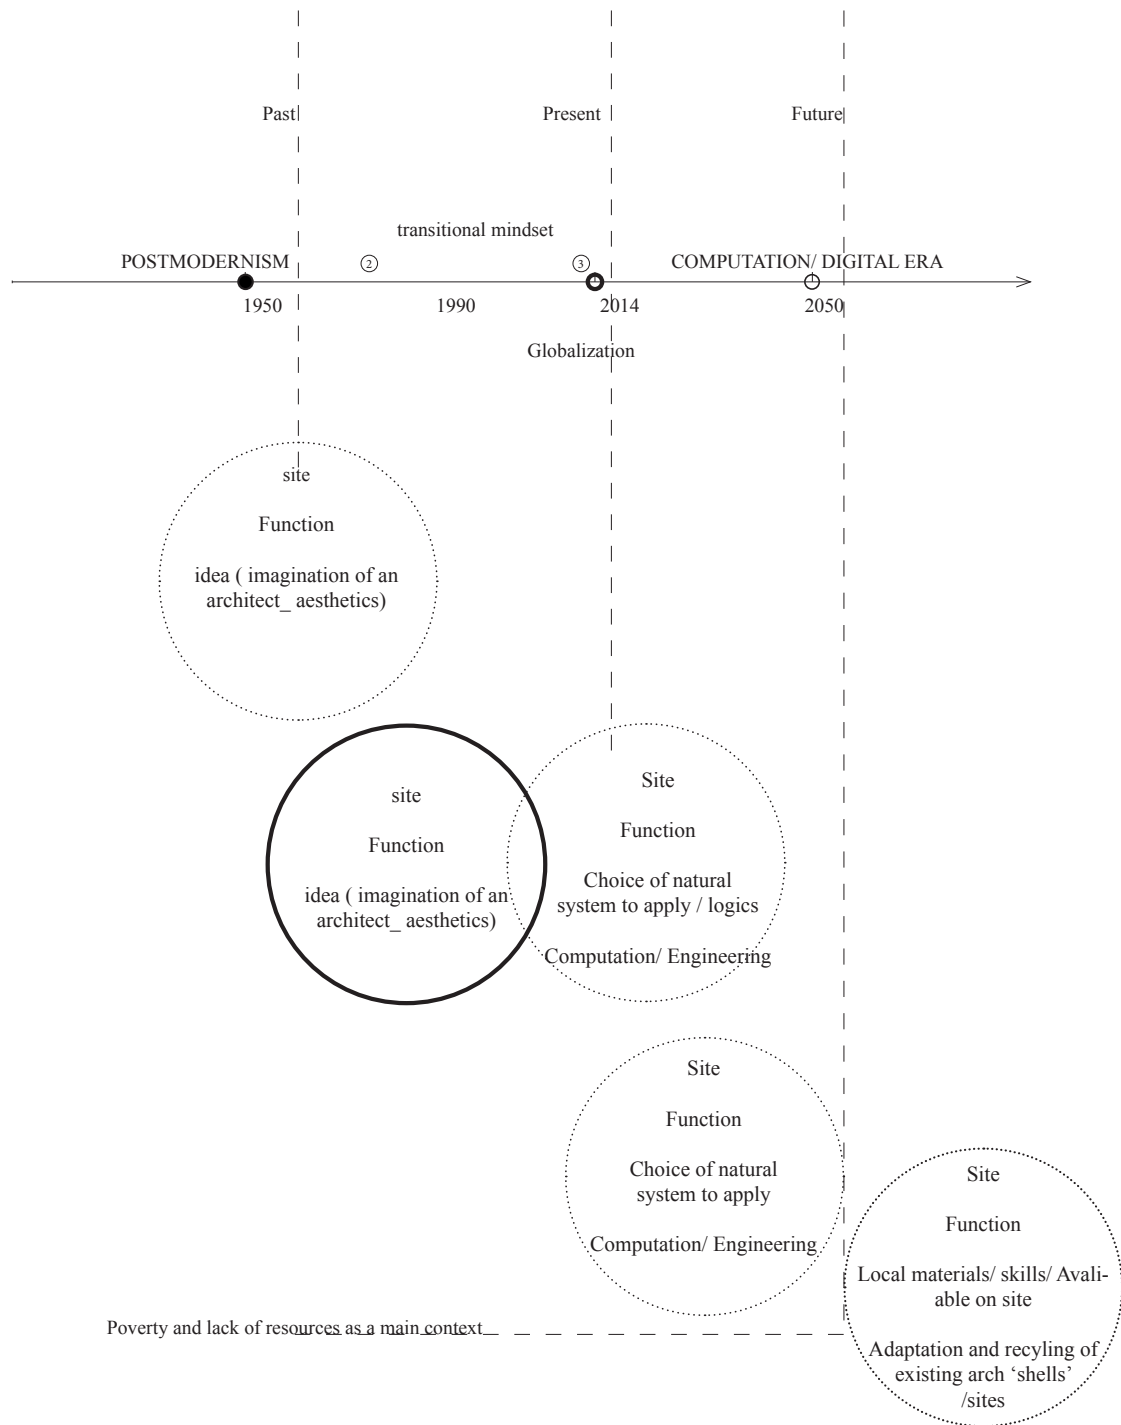 Past
Present
Future
transitional mindset
POSTMODERNISM
2
3
COMPUTATION/ DIGITAL ERA
1950
1990
2014
2050
Globalization
site
Function
idea ( imagination of an
architect_ aesthetics)
site
Function
idea ( imagination of an
architect_ aesthetics)
Site
Function
Choice of natural
system to apply / logics
Computation/ Engineering
Site
Function
Choice of natural
system to apply
Computation/ Engineering
Site
Function
Local materials/ skills/ Avali-
able on site
Adaptation and recyling of
existing arch ‘shells’
/sites
Poverty and lack of resources as a main context